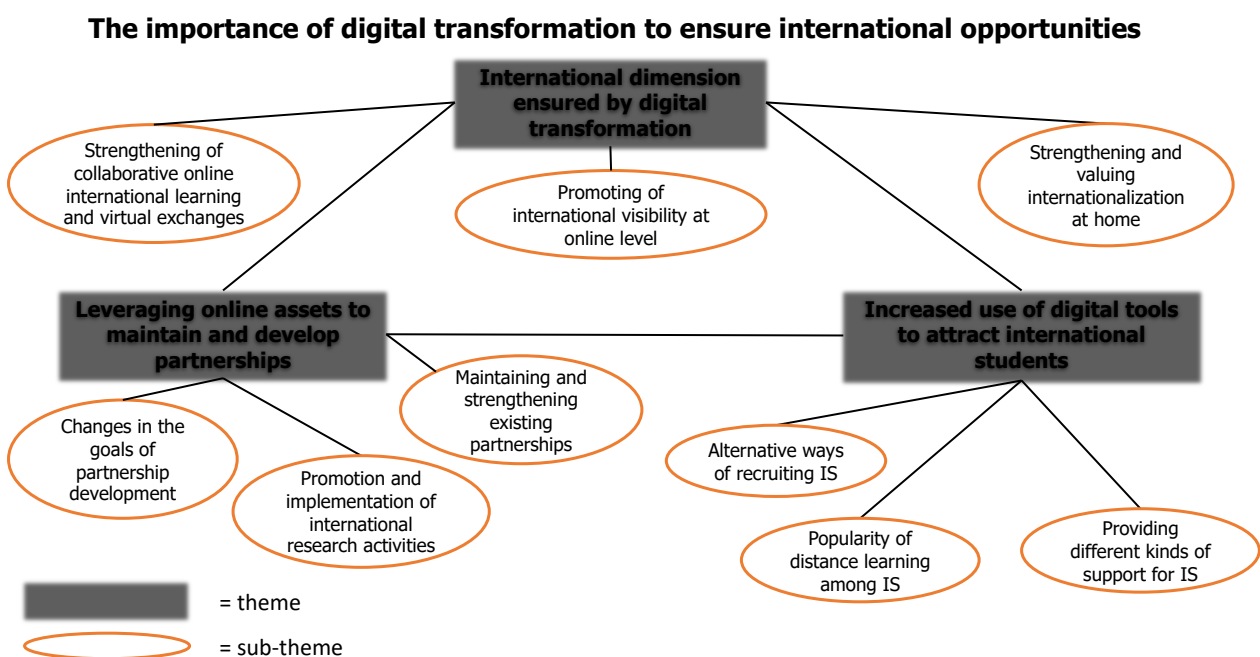 The importance of digital transformation to ensure international opportunities
International dimension
ensured by digital
transformation
Strengthening of
collaborative online
international learning
and virtual exchanges
Promoting of
international visibility at
online level
Strengthening and
valuing
internationalization
at home
Leveraging online assets to
maintain and develop
partnerships
Increased use of digital tools
to attract international
students
Changes in the
goals of
partnership
development
Promotion and
implementation of
international
research activities
Maintaining and
strengthening
existing
partnerships
Alternative ways
of recruiting IS
Popularity of
distance learning
among IS
Providing
different kinds of
support for IS
= theme
= sub-theme